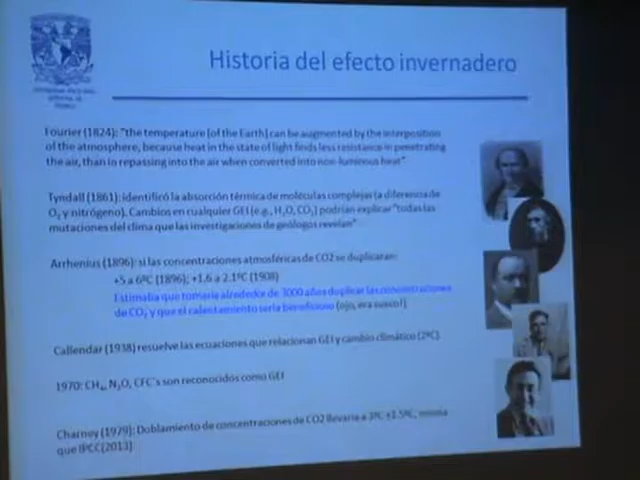 Historia del efecto invernadero
Fourier (1824): "the temperature [of the Earth] can be augmented by the interposition
of the atmosphere, because heat in the state of light finds less resistance in penetrating
the air, than in repassing into the air when converted into non-luminous heat"
Tyndall (1861): identificó la absorción térmica de moléculas complejas (a diferencia de
O₂ y nitrógeno). Cambios en cualquier GEI (e.g., H₂O, CO₂) podrían explicar "todas las
mutaciones del clima que las investigaciones de geólogos revelan"
Arrhenius (1896): si las concentraciones atmosféricas de CO2 se duplicaran:
+5 a 6ºC (1896); +1.6 a 2.1ºC (1908)
Estimaba que tomaría alrededor de 3000 años duplicar las concentraciones
de CO₂ y que el calentamiento sería beneficioso (ojo, era sueco!)
Callendar (1938) resuelve las ecuaciones que relacionan GEI y cambio climático (2ºC)
1970: CH₄, N₂O, CFC's son reconocidos como GEI
Charney (1979): Doblamiento de concentraciones de CO2 llevaría a 3ºC ±1.5ºC, misma
que IPCC(2013)